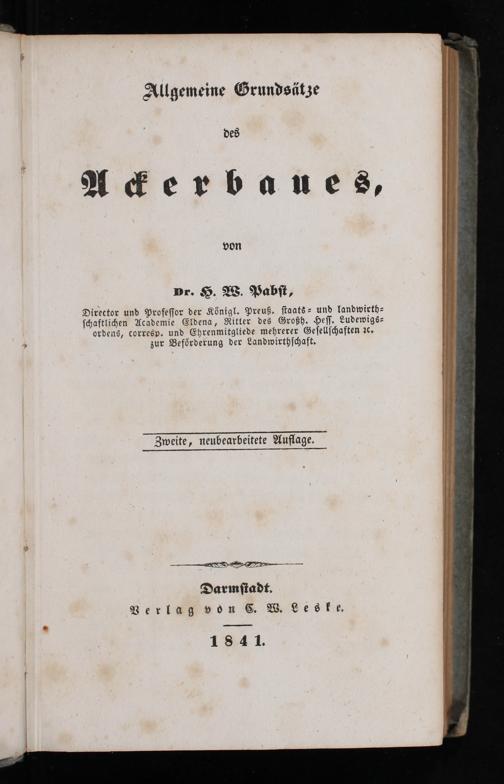 Allgemeine Grundsätze
des
Ackerbaues,
von
Dr. H. W. Pabst,
Director und Professor der Königl. Preuß. staats- und landwirth-
schaftlichen Academie Eldena, Ritter des Großh. Hess. Ludewigs-
ordens, corresp. und Ehrenmitgliede mehrerer Gesellschaften ꝛc.
zur Beförderung der Landwirthschaft.
Zweite, neubearbeitete Auflage.
Darmstadt.
Verlag von C. W. Leske.
1841.